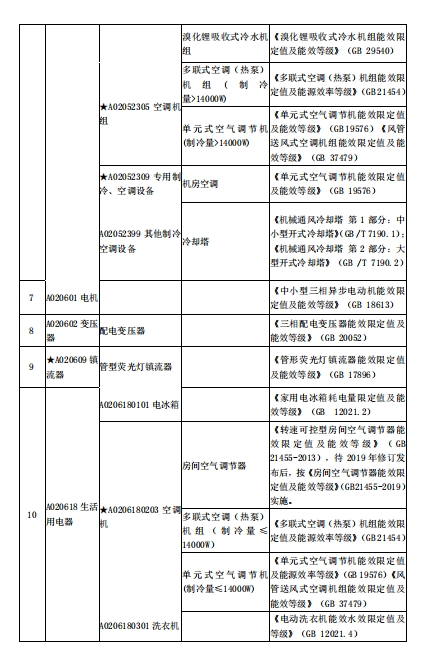 溴化锂吸收式冷水机
组
《溴化锂吸收式冷水机组能效限
定值及能效等级》（GB 29540）
★A02052305 空调机
组
多联式空调（热泵）
机组(制冷
量>14000W)
《多联式空调（热泵）机组能效限
定值及能源效率等级》（GB21454）
单元式空气调节机
(制冷量>14000W)
《单元式空气调节机能效限定值
及能效等级》（GB19576）《风管
送风式空调机组能效限定值及
能效等级》（GB 37479）
★A02052309 专用制
冷、空调设备
机房空调
《单元式空气调节机能效限定值
及能效等级》（GB 19576）
A02052399 其他制冷
空调设备
冷却塔
《机械通风冷却塔 第 1 部分：中
小型开式冷却塔》（GB/T 7190.1）；
《机械通风冷却塔 第 2 部分：大
型开式冷却塔》（GB /T 7190.2）
7
A020601 电机
《中小型三相异步电动机能效限
定值及能效等级》（GB 18613）
8
A020602 变压
器
配电变压器
《三相配电变压器能效限定值及
能效等级》（GB 20052）
9
★A020609 镇
流器
管型荧光灯镇流器
《管形荧光灯镇流器能效限定值
及能效等级》（GB 17896）
10
A020618 生活
用电器
A0206180101 电冰箱
《家用电冰箱耗电量限定值及能
效等级》（GB 12021.2）
★A0206180203 空调
机
房间空气调节器
《转速可控型房间空气调节器能
效限定值及能效等级》（GB
21455-2013），待 2019 年修订发
布后，按《房间空气调节器能效限
定值及能效等级》（GB21455-2019）
实施。
多联式空调（热泵）
机组（制冷量≤
14000W）
《多联式空调（热泵）机组能效限
定值及能源效率等级》（GB21454）
单元式空气调节机
(制冷量≤14000W)
《单元式空气调节机能效限定值
及能源效率等级》（GB19576）《风
管送风式空调机组能效限定值及
能效等级》（GB 37479）
A0206180301 洗衣机
《电动洗衣机能效水效限定值及
等级》（GB 12021.4）